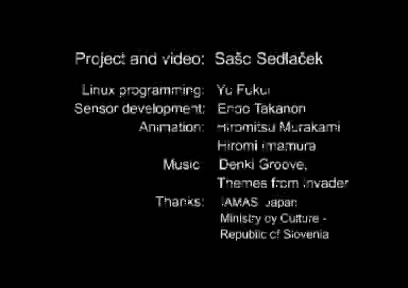 Project and video: Sašo Sedlaček
Linux programming: Yu Fukui
Sensor development: Endo Takanori
Animation: Hiromitsu Murakami
Hiromi Imamura
Music: Denki Groove,
Themes from Invader
Thanks: IAMAS Japan
Ministry by Culture -
Republic of Slovenia